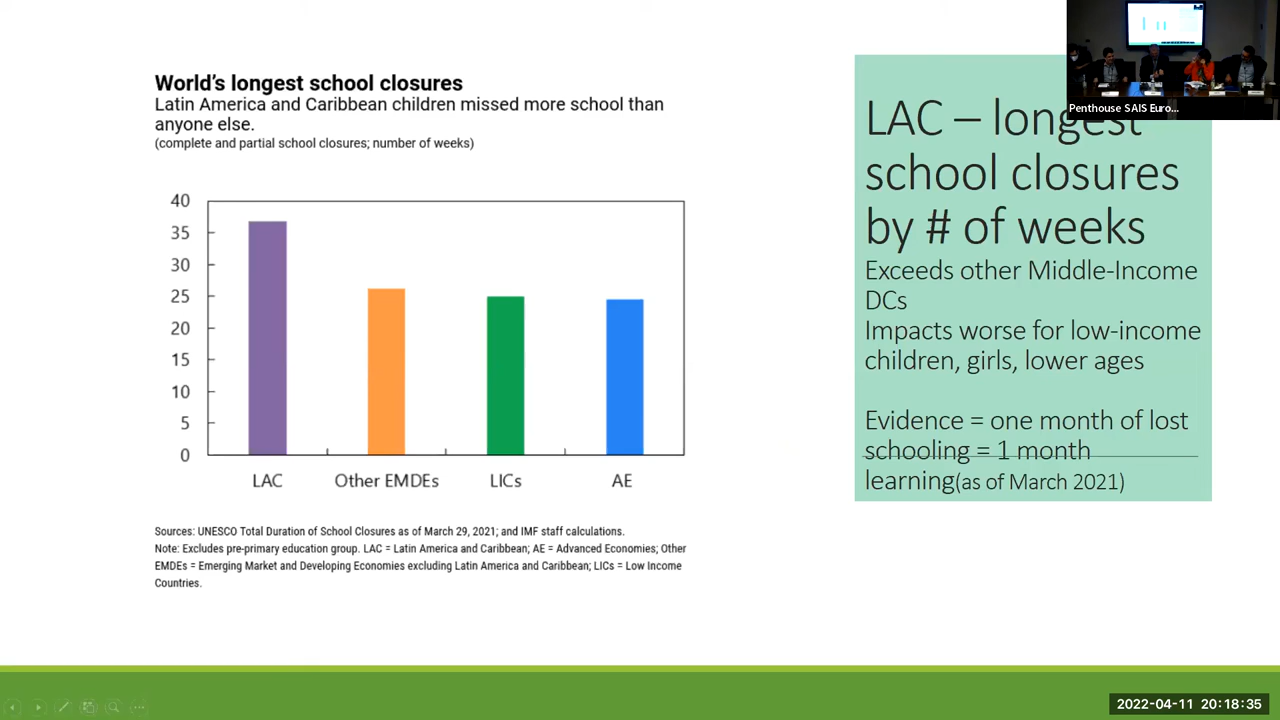 World's longest school closures
Latin America and Caribbean children missed more school than
anyone else.
(complete and partial school closures; number of weeks)
40
35
30
25
20
15
10
5
0
LAC
Other EMDEs
LICs
AE
Sources: UNESCO Total Duration of School Closures as of March 29, 2021; and IMF staff calculations.
Note: Excludes pre-primary education group. LAC = Latin America and Caribbean; AE = Advanced Economies; Other
EMDEs = Emerging Market and Developing Economies excluding Latin America and Caribbean; LICs = Low Income
Countries.
Penthouse SAIS Euro...
LAC – longest
school closures
by # of weeks
Exceeds other Middle-Income
DCs
Impacts worse for low-income
children, girls, lower ages
Evidence = one month of lost
schooling = 1 month
learning(as of March 2021)
2022-04-11 20:18:35